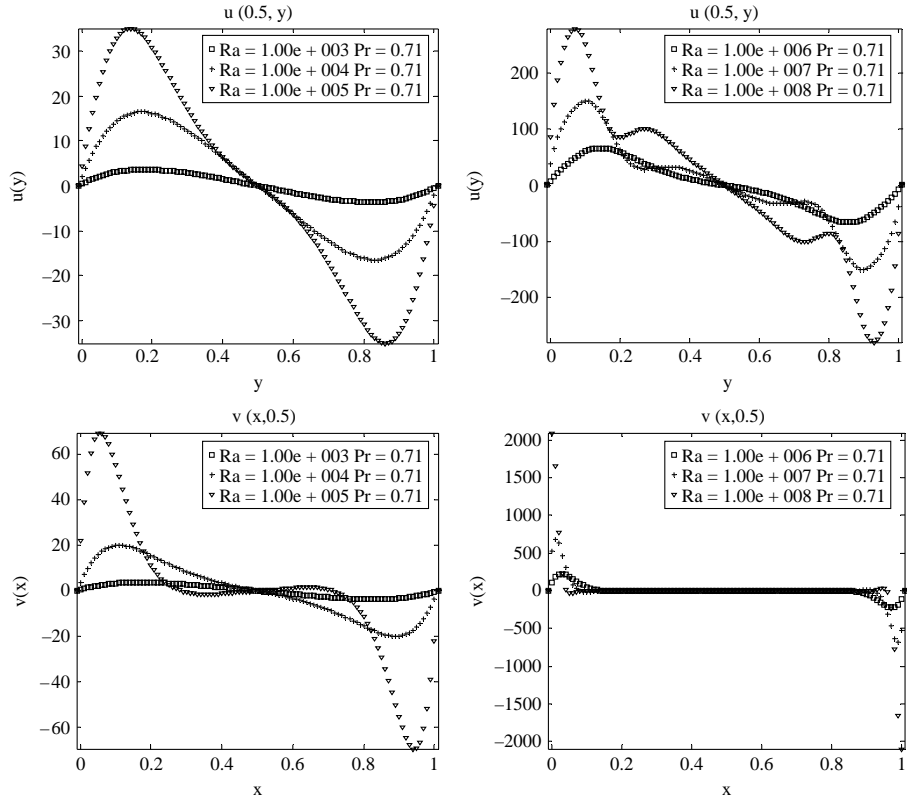 u (0.5, y)
30
20
10
0
−10
−20
−30
u(y)
0
0.2
0.4
0.6
0.8
1
y
Ra = 1.00e + 003 Pr = 0.71
Ra = 1.00e + 004 Pr = 0.71
Ra = 1.00e + 005 Pr = 0.71
u (0.5, y)
200
100
0
−100
−200
u(y)
0
0.2
0.4
0.6
0.8
1
y
Ra = 1.00e + 006 Pr = 0.71
Ra = 1.00e + 007 Pr = 0.71
Ra = 1.00e + 008 Pr = 0.71
v (x,0.5)
60
40
20
0
−20
−40
−60
v(x)
0
0.2
0.4
0.6
0.8
1
x
Ra = 1.00e + 003 Pr = 0.71
Ra = 1.00e + 004 Pr = 0.71
Ra = 1.00e + 005 Pr = 0.71
v (x,0.5)
2000
1500
1000
500
0
−500
−1000
−1500
−2000
v(x)
0
0.2
0.4
0.6
0.8
1
x
Ra = 1.00e + 006 Pr = 0.71
Ra = 1.00e + 007 Pr = 0.71
Ra = 1.00e + 008 Pr = 0.71